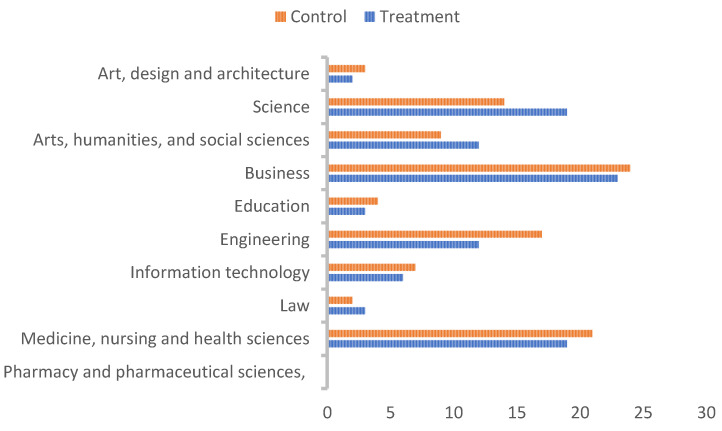 Control Treatment
Art, design and architecture
Science
Arts, humanities, and social sciences
Business
Education
Engineering
Information technology
Law
Medicine, nursing and health sciences
Pharmacy and pharmaceutical sciences,
0 5 10 15 20 25 30